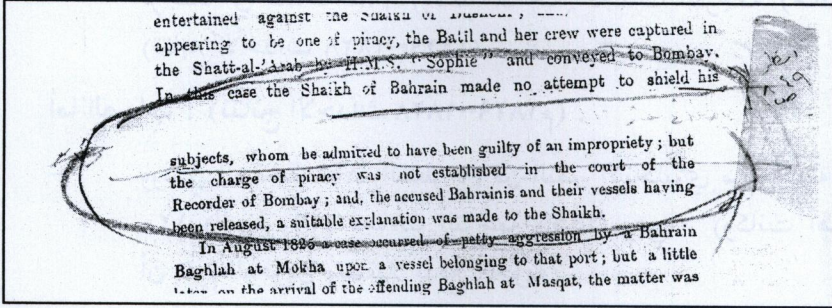 entertained against the Shaikh of Bushehr;
appearing to be one of piracy, the Batil and her crew were captured in
the Shatt-al-'Arab by H.M.S. "Sophie" and conveyed to Bombay.
In this case the Shaikh of Bahrain made no attempt to shield his
subjects, whom he admitted to have been guilty of an impropriety; but
the charge of piracy was not established in the court of the
Recorder of Bombay; and, the accused Bahrainis and their vessels having
been released, a suitable explanation was made to the Shaikh.
In August 1825 a case occurred of petty aggression by a Bahrain
Baghlah at Mokha upon a vessel belonging to that port; but a little
later on the arrival of the offending Baghlah at Masqat, the matter was